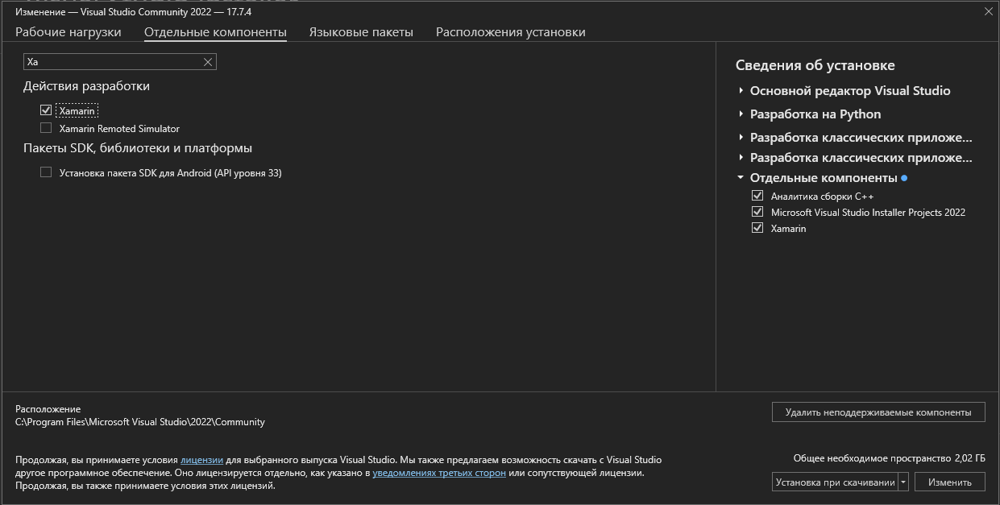 Изменение — Visual Studio Community 2022 — 17.7.4
Рабочие нагрузки
Отдельные компоненты
Языковые пакеты
Расположения установки
Xa
Действия разработки
Xamarin
Xamarin Remoted Simulator
Пакеты SDK, библиотеки и платформы
Установка пакета SDK для Android (API уровня 33)
Сведения об установке
Основной редактор Visual Studio
Разработка на Python
Разработка классических приложе...
Разработка классических приложе...
Отдельные компоненты
Аналитика сборки C++
Microsoft Visual Studio Installer Projects 2022
Xamarin
Расположение
C:\Program Files\Microsoft Visual Studio\2022\Community
Удалить неподдерживаемые компоненты
Продолжая, вы принимаете условия лицензии для выбранного выпуска Visual Studio. Мы также предлагаем возможность скачать с Visual Studio
другое программное обеспечение. Оно лицензируется отдельно, как указано в уведомлениях третьих сторон или сопутствующей лицензии.
Продолжая, вы также принимаете условия этих лицензий.
Общее необходимое пространство 2,02 ГБ
Установка при скачивании
Изменить